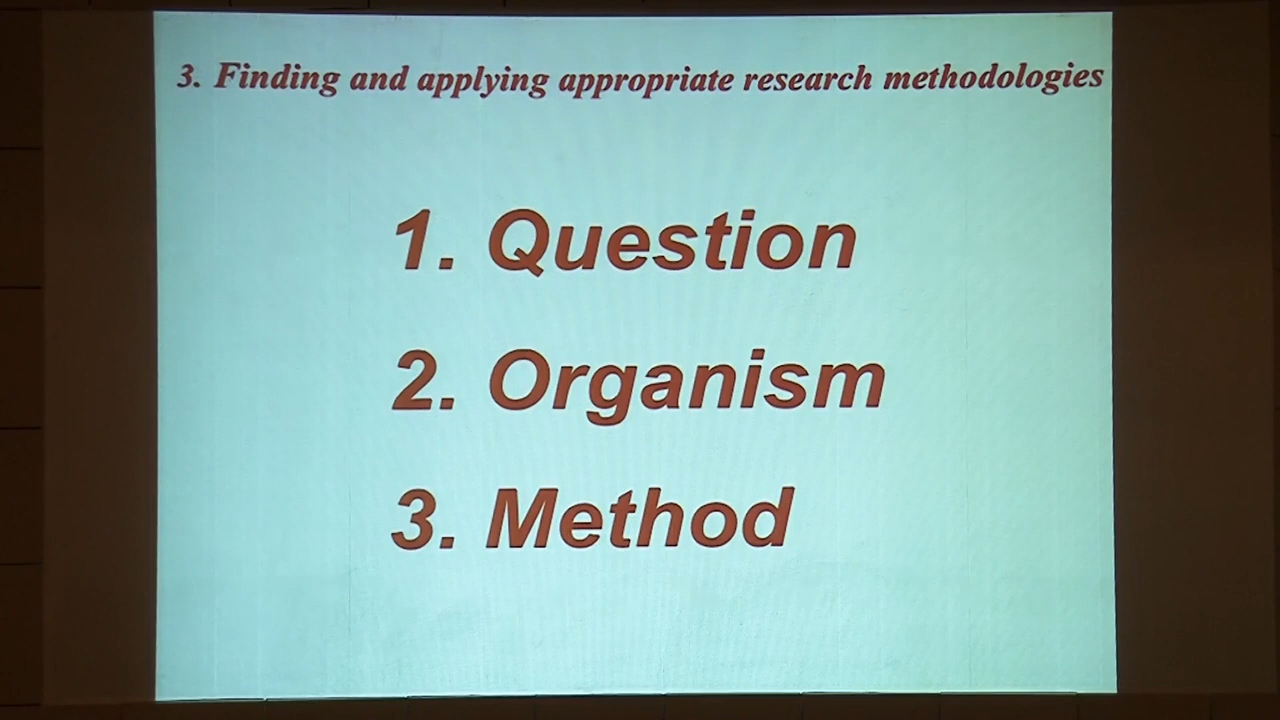 3. Finding and applying appropriate research methodologies
1. Question
2. Organism
3. Method